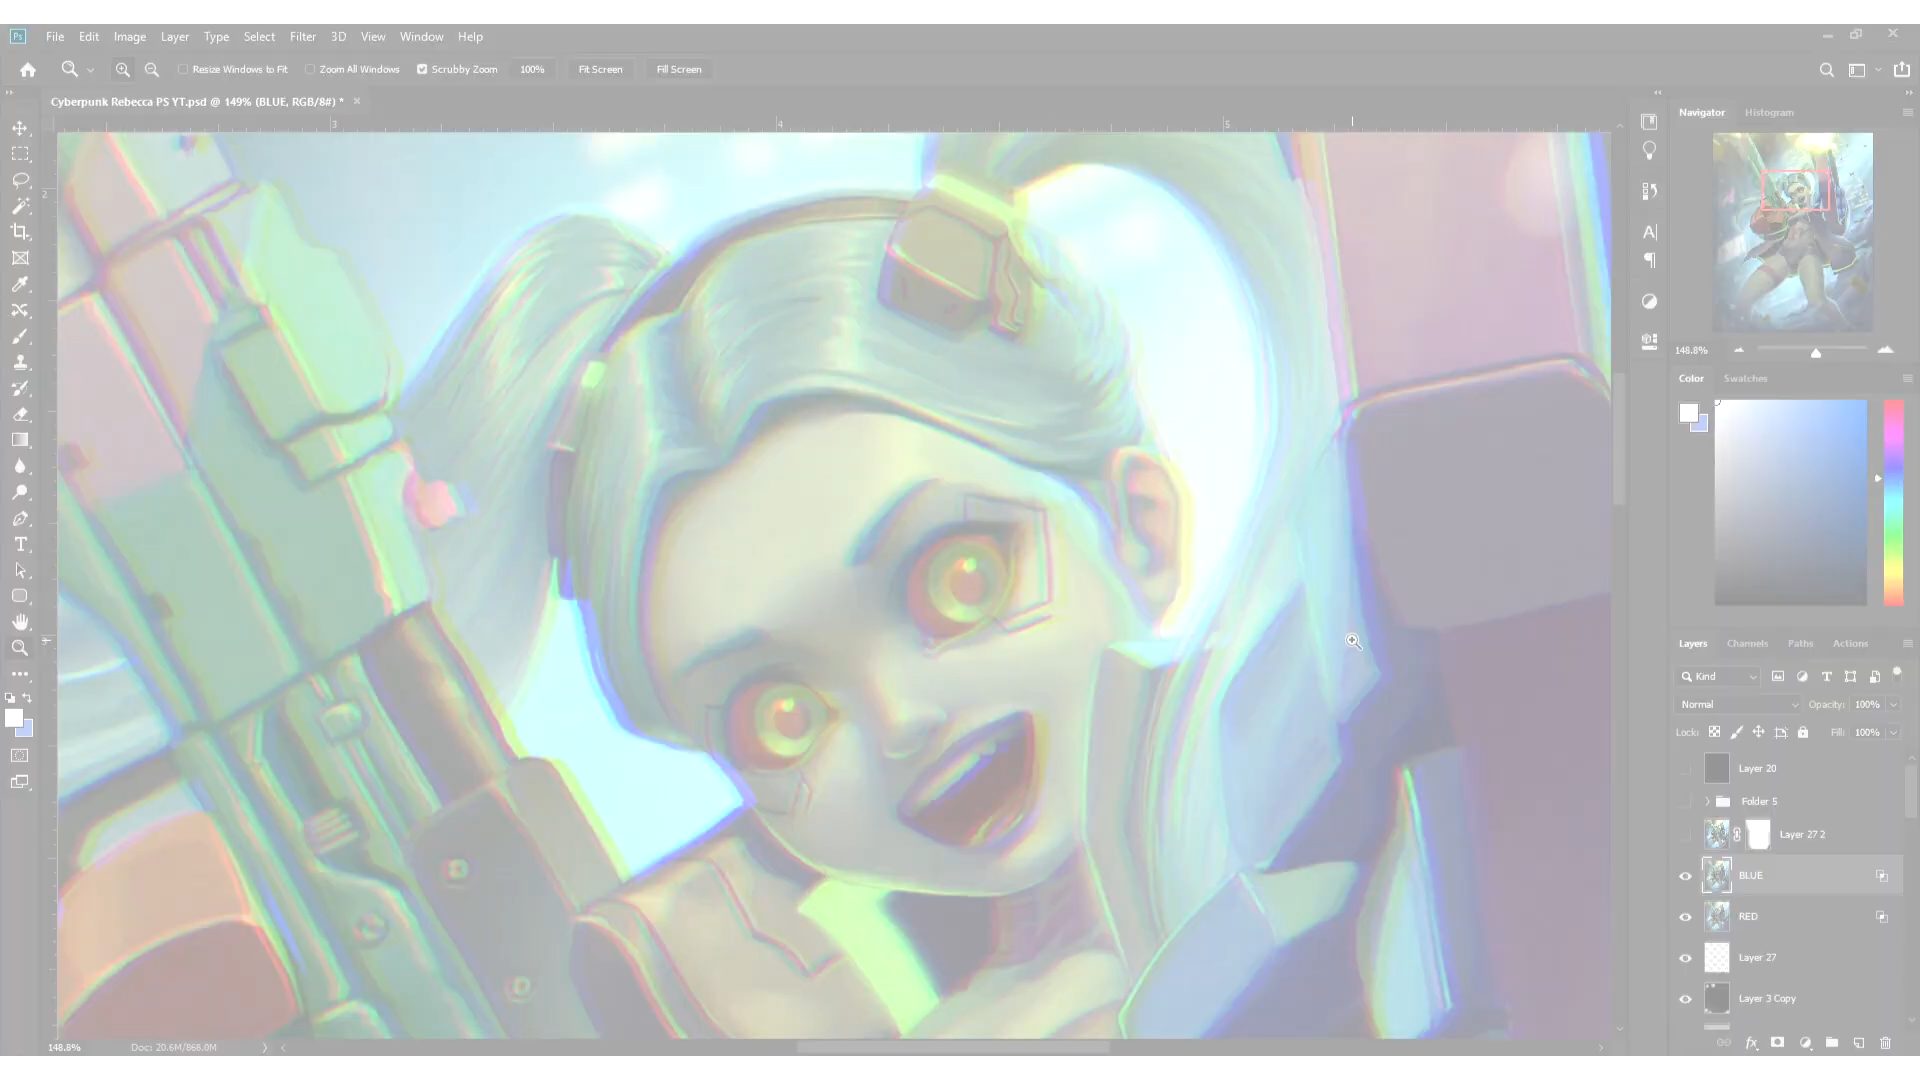 Ps File Edit Image Layer Type Select Filter 3D View Window Help
Resize Windows to Fit Zoom All Windows Scrubby Zoom 100% Fit Screen Fill Screen
Cyberpunk Rebecca PS YT.psd @ 149% (BLUE, RGB/8#) * ×
3 4 5
2
Navigator Histogram
148.8%
Color Swatches
Layers Channels Paths Actions
Kind
Normal Opacity: 100%
Lock: Fill: 100%
Layer 20
Folder 5
Layer 27 2
BLUE
RED
Layer 27
Layer 3 Copy
148.8% Doc: 20.6M/868.0M